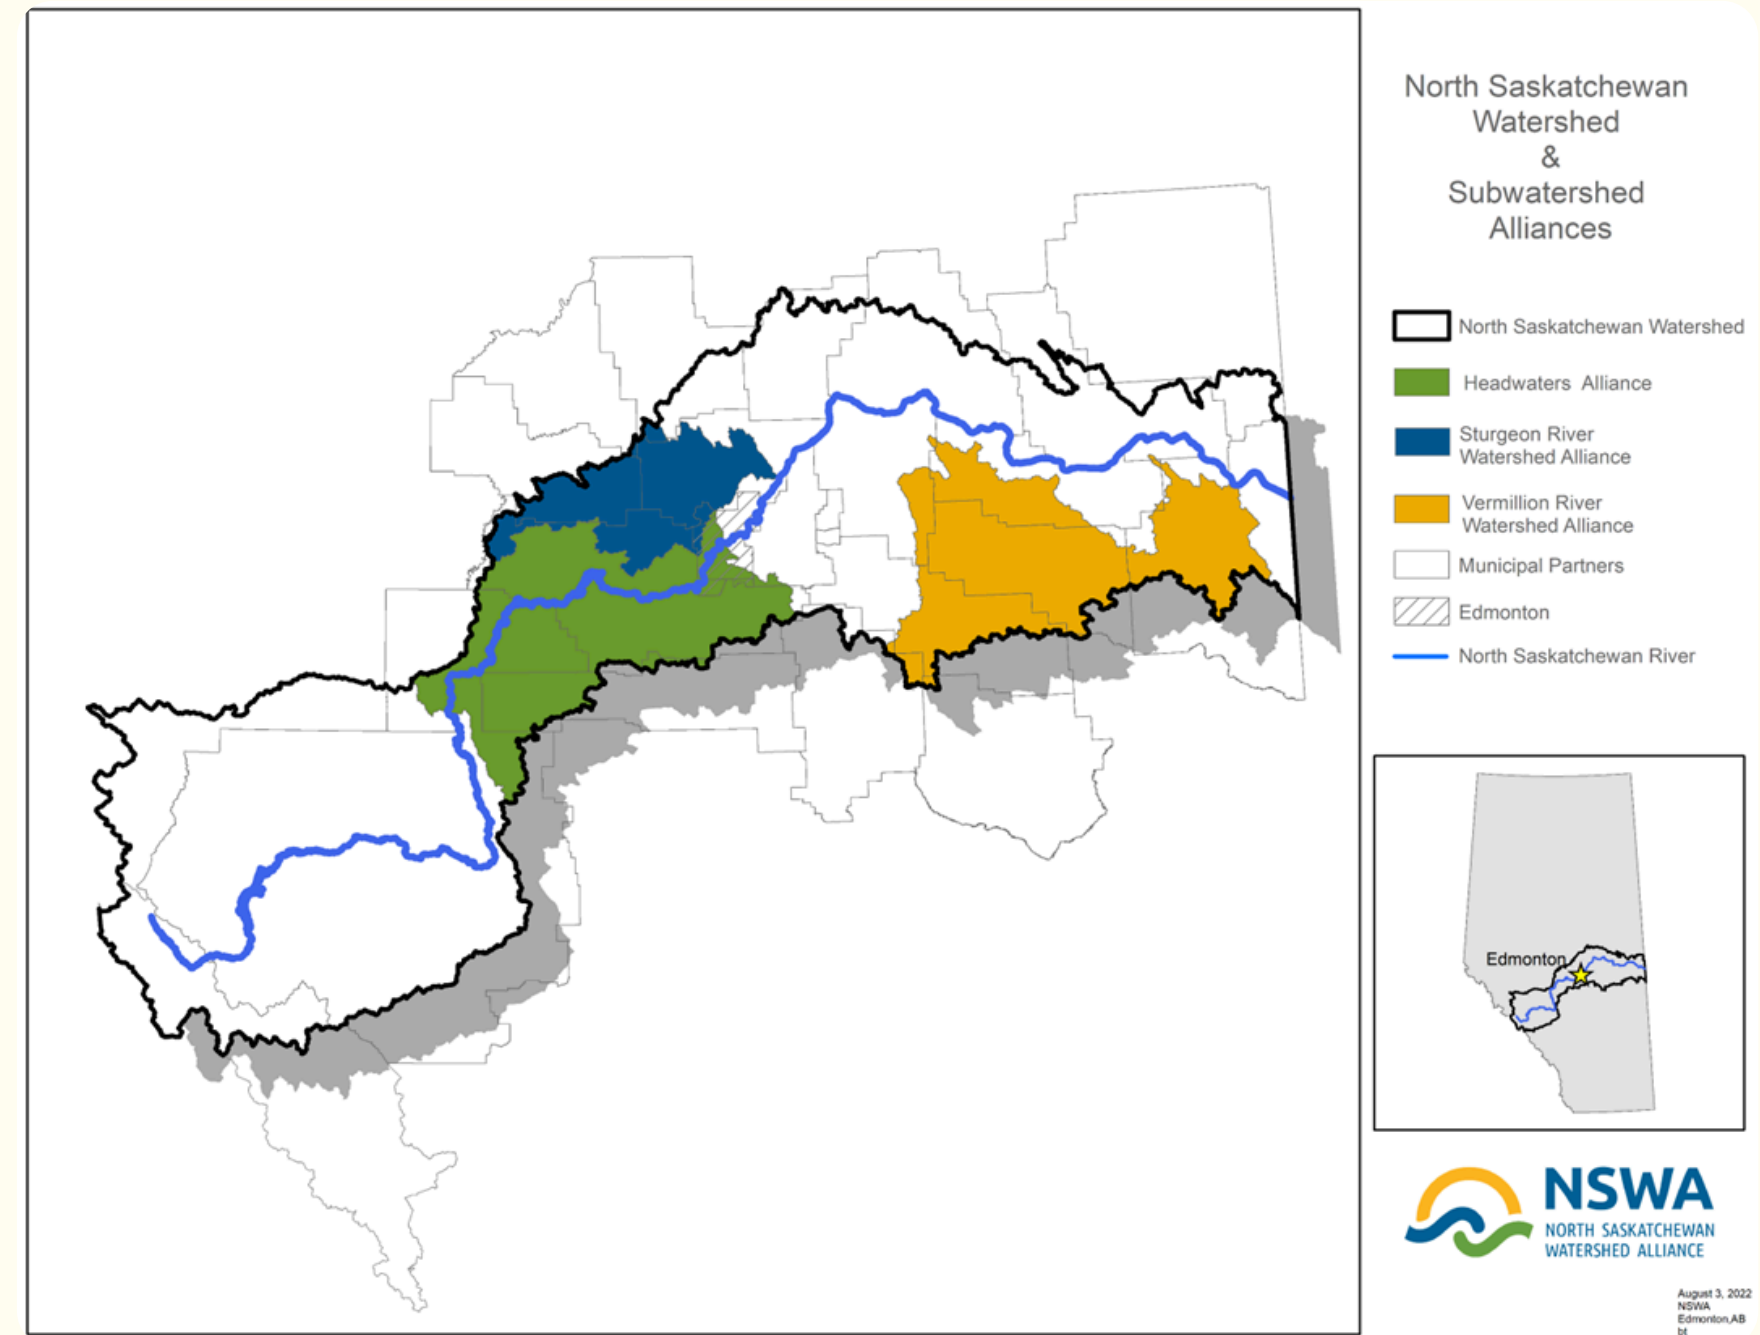 North Saskatchewan
Watershed
&
Subwatershed
Alliances
North Saskatchewan Watershed
Headwaters Alliance
Sturgeon River
Watershed Alliance
Vermillion River
Watershed Alliance
Municipal Partners
Edmonton
North Saskatchewan River
Edmonton
NSWA
NORTH SASKATCHEWAN
WATERSHED ALLIANCE
August 3, 2022
NSWA
Edmonton,AB
bt